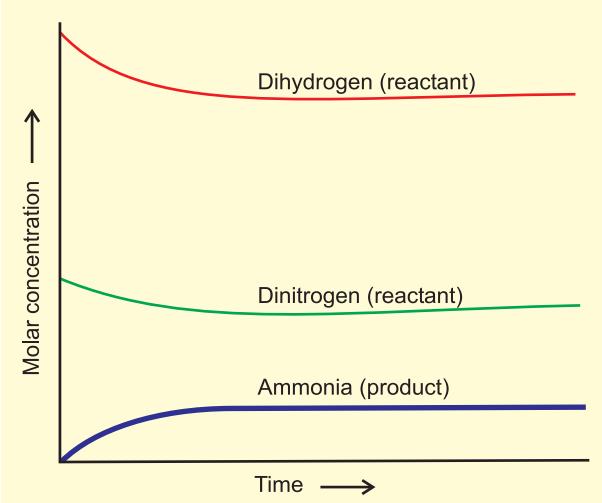 Dihydrogen (reactant)
Molar concentration
Dinitrogen (reactant)
Ammonia (product)
Time